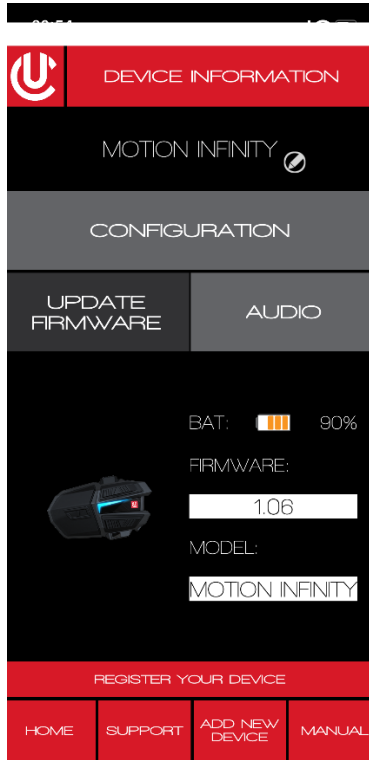 DEVICE INFORMATION
MOTION INFINITY
CONFIGURATION
UPDATE
FIRMWARE
AUDIO
BAT: 90%
FIRMWARE:
1.06
MODEL:
MOTION INFINITY
REGISTER YOUR DEVICE
HOME
SUPPORT
ADD NEW
DEVICE
MANUAL